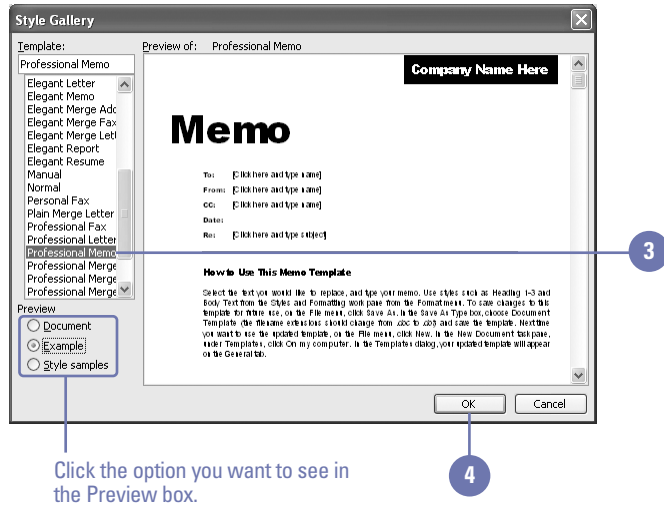 Style Gallery
Template:
Preview of: Professional Memo
Professional Memo
Elegant Letter
Elegant Memo
Elegant Merge Adc
Elegant Merge Fax
Elegant Merge Lett
Elegant Report
Elegant Resume
Manual
Normal
Personal Fax
Plain Merge Letter
Professional Fax
Professional Letter
Professional Memo
Professional Merge
Professional Merge
Professional Merge
Preview
Document
Example
Style samples
Company Name Here
Memo
To: [Click here and type name]
From: [Click here and type name]
CC: [Click here and type name]
Date:
Re: [Click here and type subject]
How to Use This Memo Template
Select the text you would like to replace, and type your memo. Use styles such as Heading 1-3 and
Body Text from the Styles and Formatting work pane from the Format menu. To save changes to this
template for future use, on the File menu, click Save As. In the Save As Type box, choose Document
Template (the filename extensions should change from .doc to .dot) and save the template. Next time
you want to use the updated template, on the File menu, click New. In the New Document task pane,
under Templates, click On my computer. In the Templates dialog, your updated template will appear
on the General tab.
3
OK
Cancel
4
Click the option you want to see in
the Preview box.